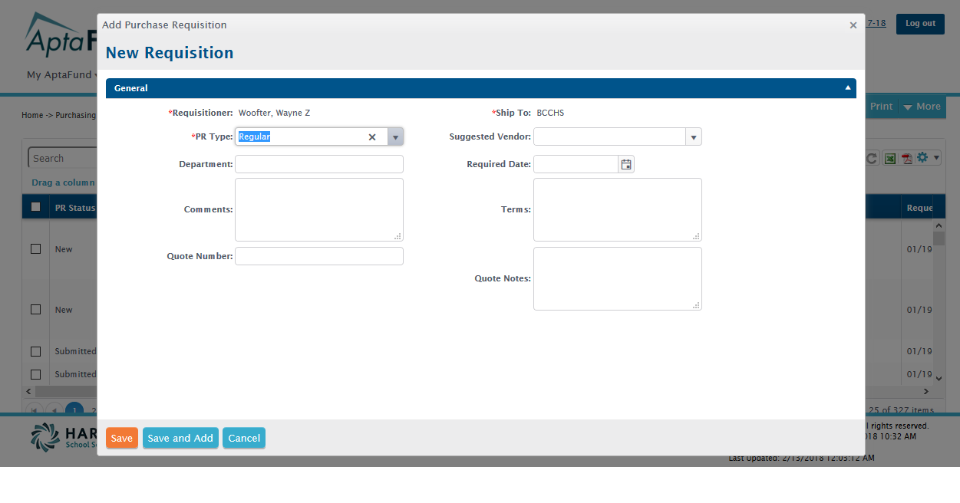 Add Purchase Requisition ×
AptaF
7-18 Log out
New Requisition
My AptaFund
General
Print More
Home -> Purchasing
*Requisitioner: Woofter, Wayne Z *Ship To: BCCHS
*PR Type: Regular Suggested Vendor:
Search
Department: Required Date:
Drag a column
Comments: Terms:
PR Status Reque
New 01/19
Quote Number:
Quote Notes:
New 01/19
Submitted 01/19
Submitted 01/19
1 2 25 of 327 items
HAR
School S
l rights reserved.
018 10:32 AM
Save Save and Add Cancel
Last Updated: 2/13/2018 12:03:12 AM